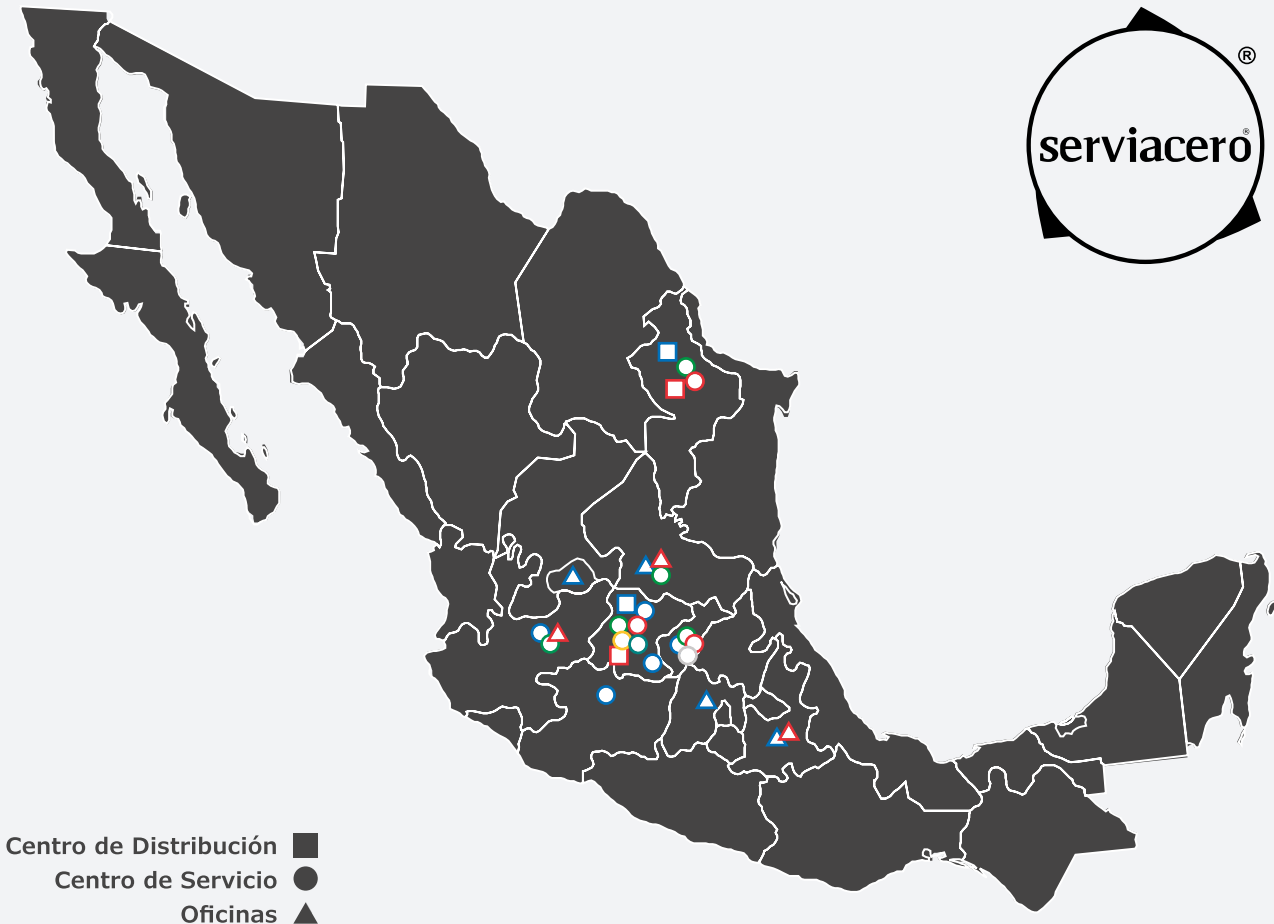 ®
serviacero®
Centro de Distribución
Centro de Servicio
Oficinas